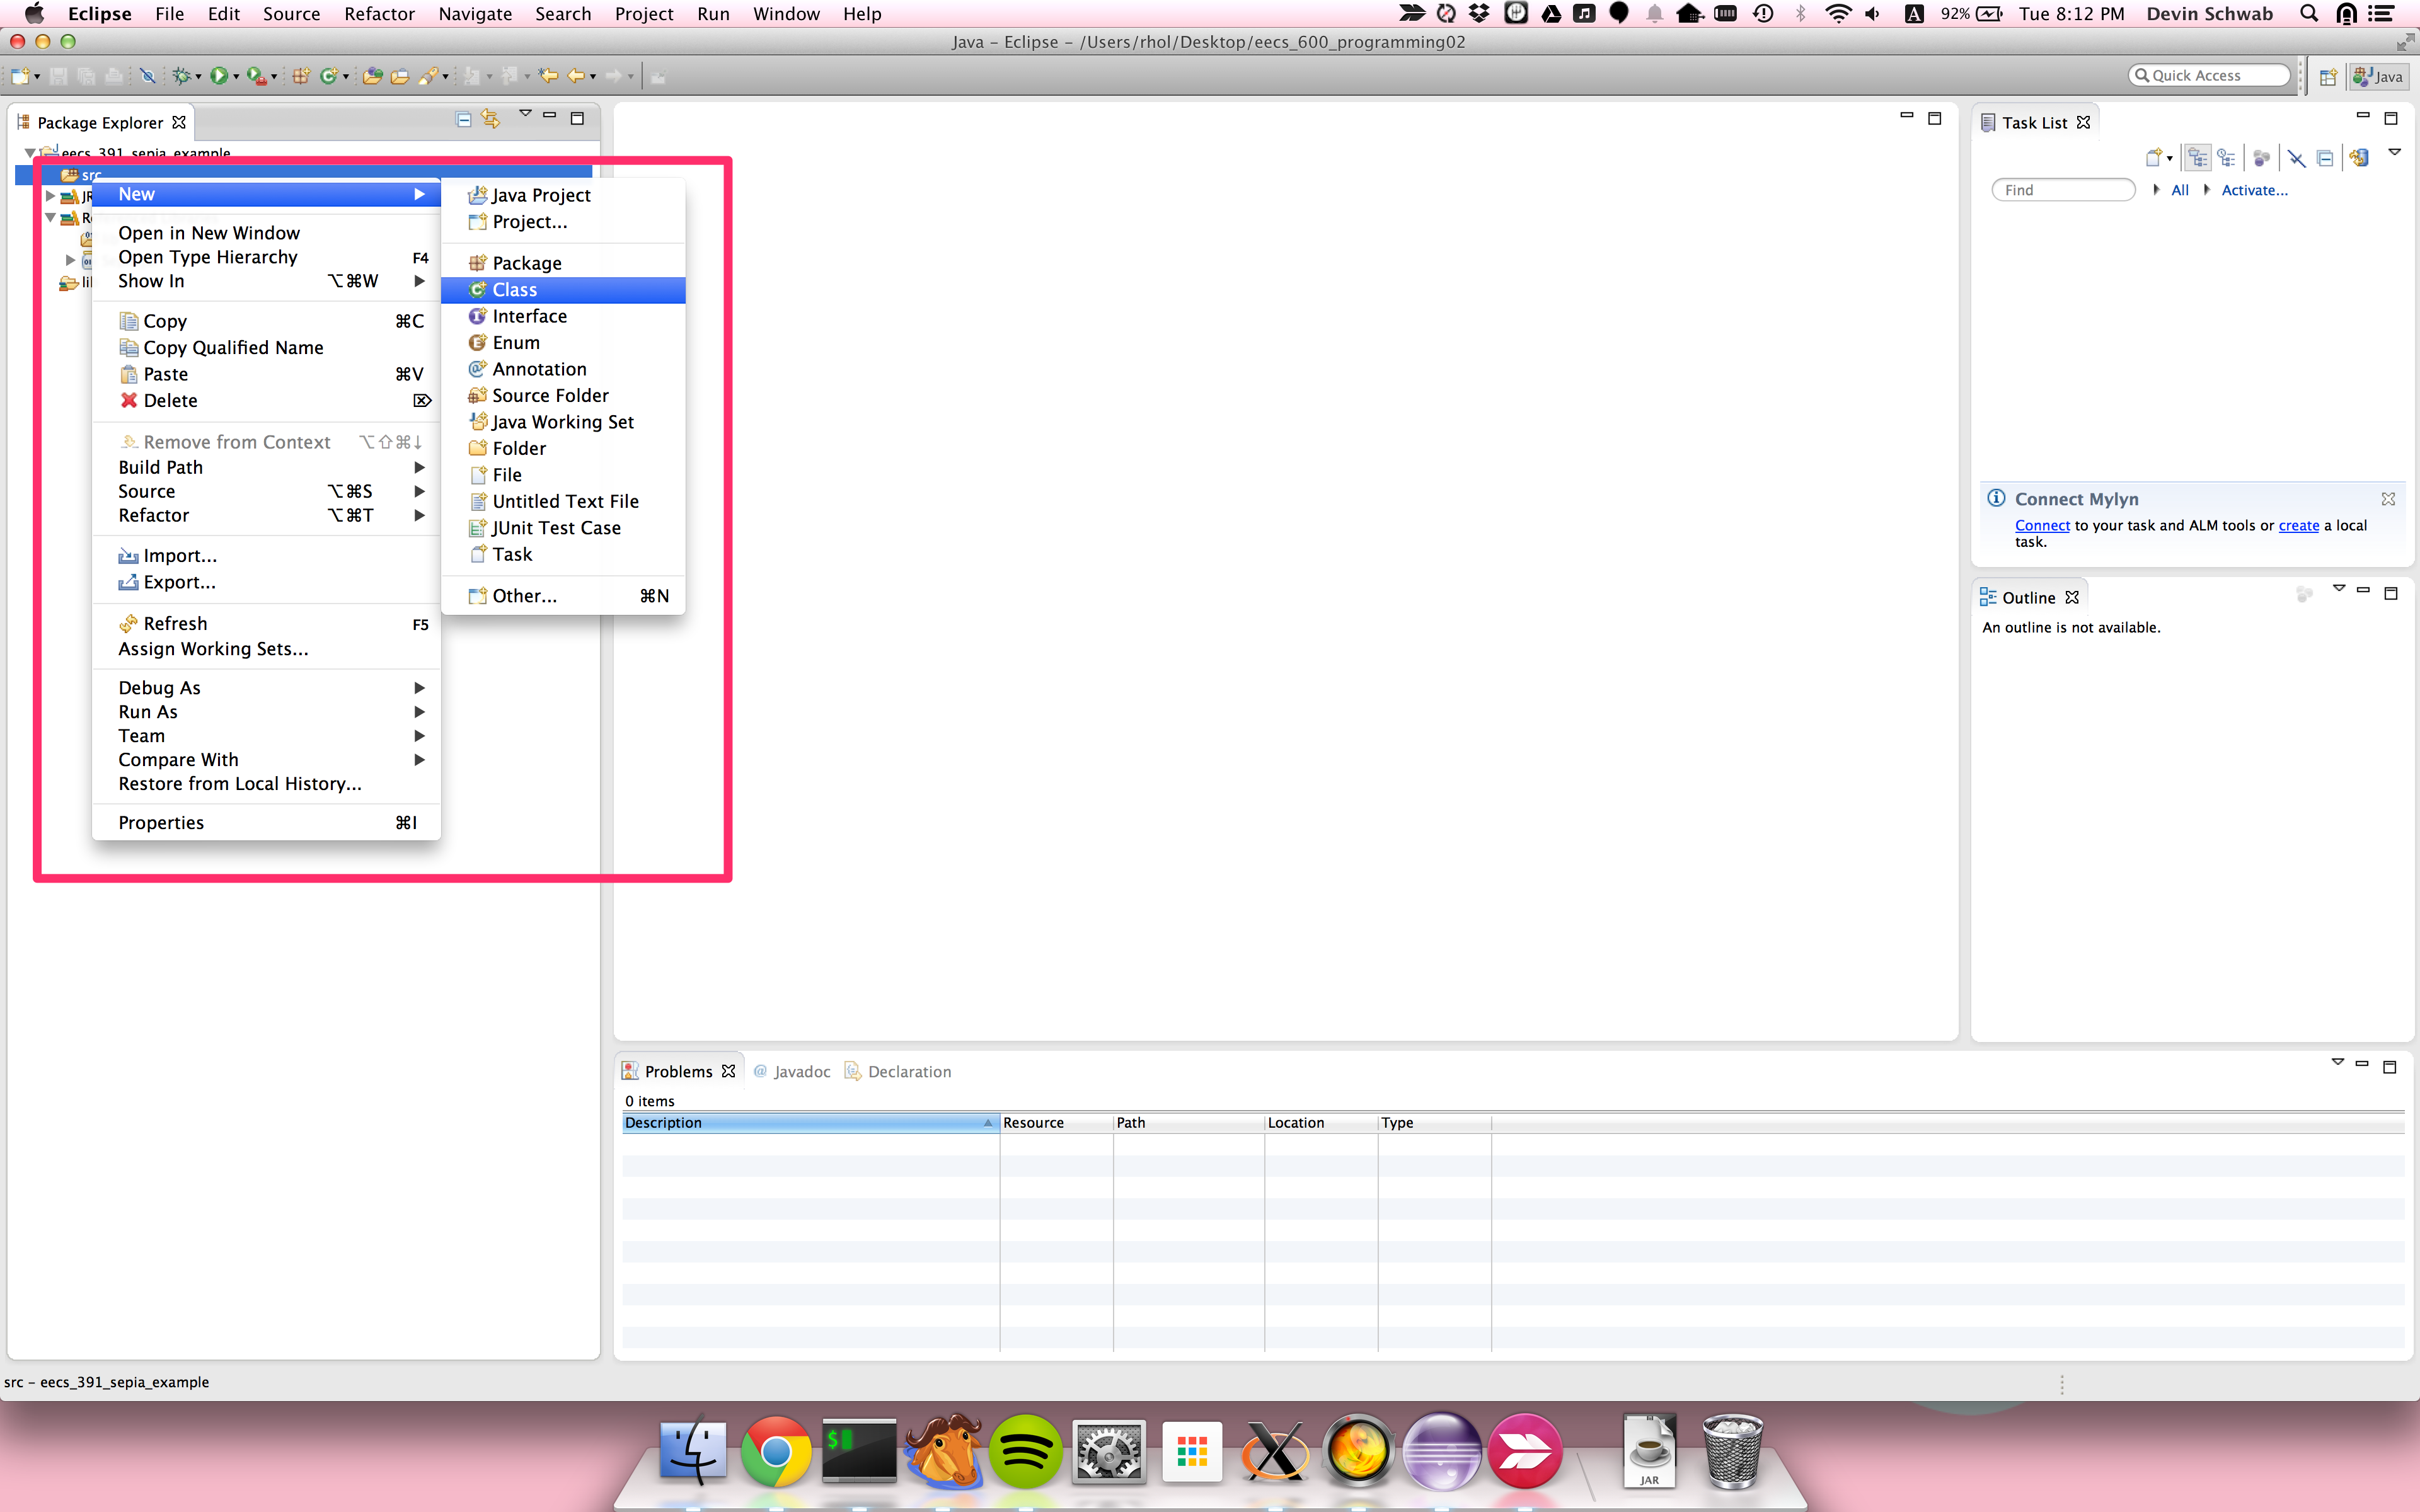 Eclipse File Edit Source Refactor Navigate Search Project Run Window Help
92% Tue 8:12 PM Devin Schwab
Java – Eclipse – /Users/rhol/Desktop/eecs_600_programming02
Quick Access
Java
Package Explorer
eecs_391_sepia_example
src
New
Open in New Window
Open Type Hierarchy F4
Show In ⌥⌘W
Copy ⌘C
Copy Qualified Name
Paste ⌘V
Delete ⌦
Remove from Context ⌥⇧⌘↓
Build Path
Source ⌥⌘S
Refactor ⌥⌘T
Import...
Export...
Refresh F5
Assign Working Sets...
Debug As
Run As
Team
Compare With
Restore from Local History...
Properties ⌘I
Java Project
Project...
Package
Class
Interface
Enum
Annotation
Source Folder
Java Working Set
Folder
File
Untitled Text File
JUnit Test Case
Task
Other... ⌘N
Task List
Find
All
Activate...
Connect Mylyn
Connect to your task and ALM tools or create a local
task.
Outline
An outline is not available.
Problems @ Javadoc Declaration
0 items
Description Resource Path Location Type
src – eecs_391_sepia_example
JAR